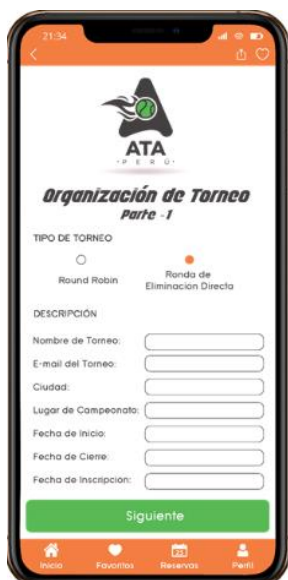 21:34
ATA
· P E R Ú ·
Organización de Torneo
Parte - 1
TIPO DE TORNEO
Round Robin
Ronda de
Eliminacion Directa
DESCRIPCIÓN
Nombre de Torneo:
E-mail del Torneo:
Ciudad:
Lugar de Campeonato:
Fecha de Inicio:
Fecha de Cierre:
Fecha de Inscripcion:
Siguiente
Inicio Favoritos Reservas Perfil